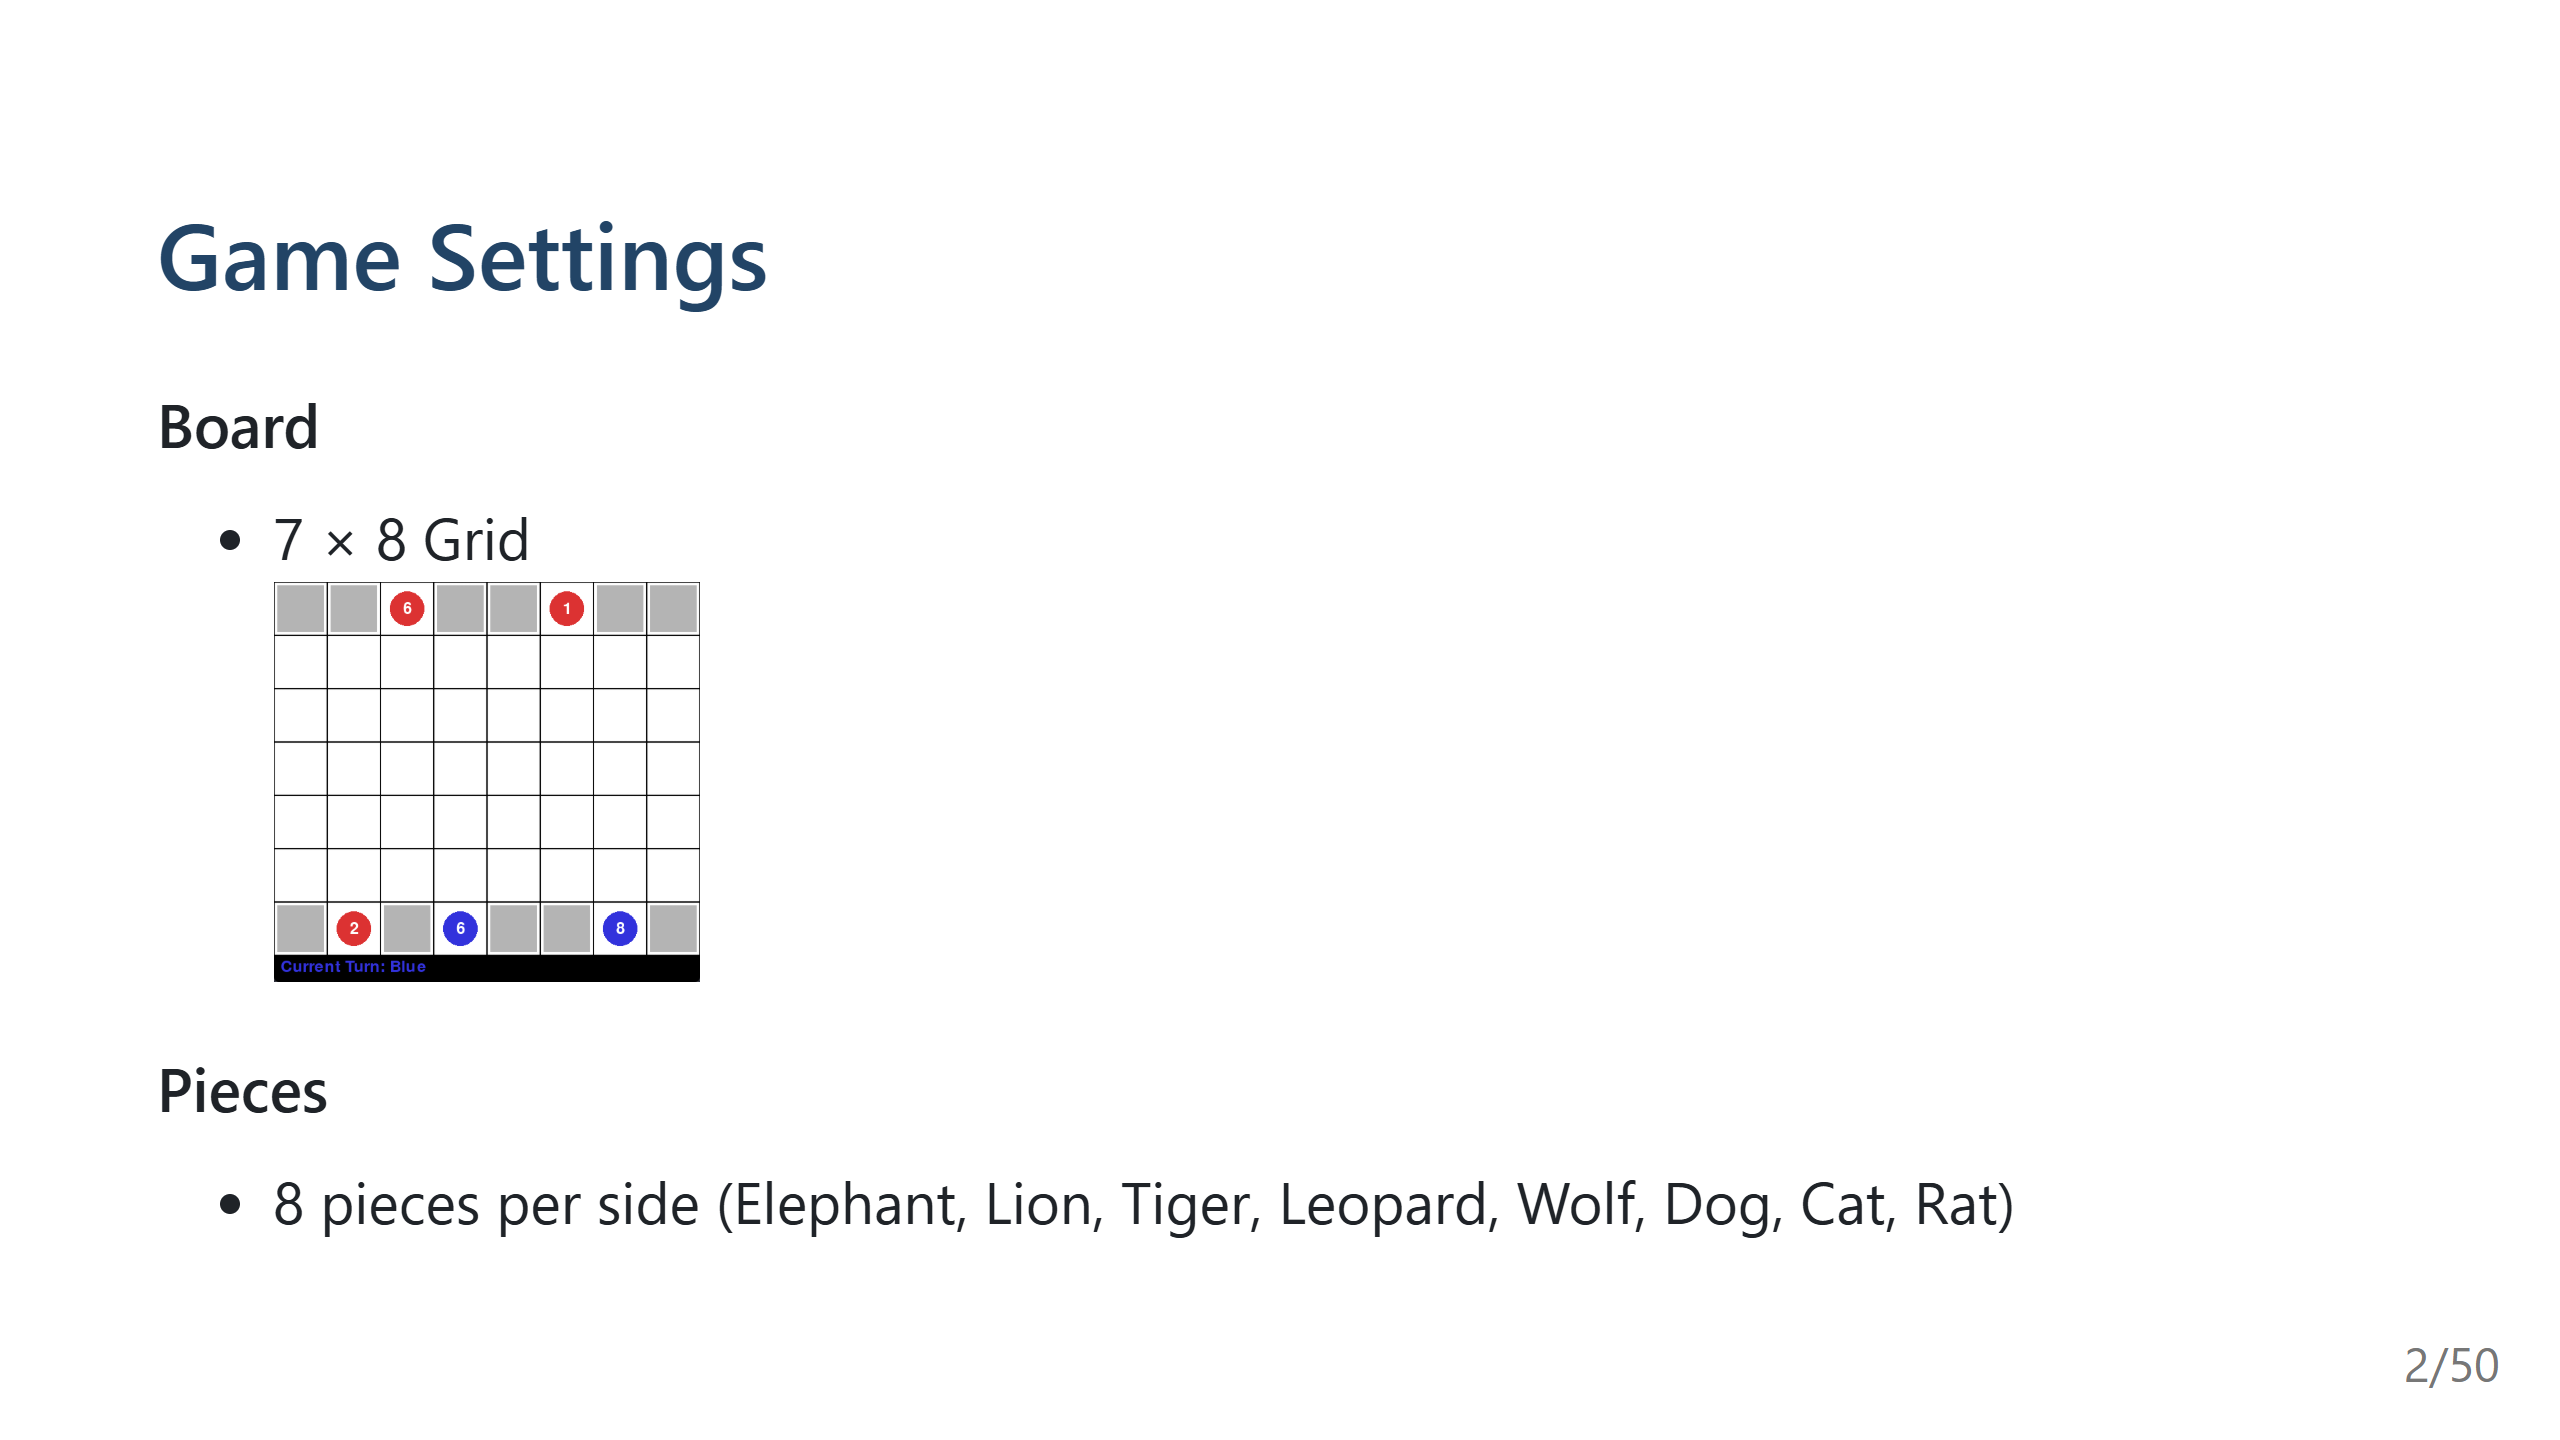 Game Settings
Board
• 7 × 8 Grid
6 1
2 6 8
Current Turn: Blue
Pieces
• 8 pieces per side (Elephant, Lion, Tiger, Leopard, Wolf, Dog, Cat, Rat)
2/50